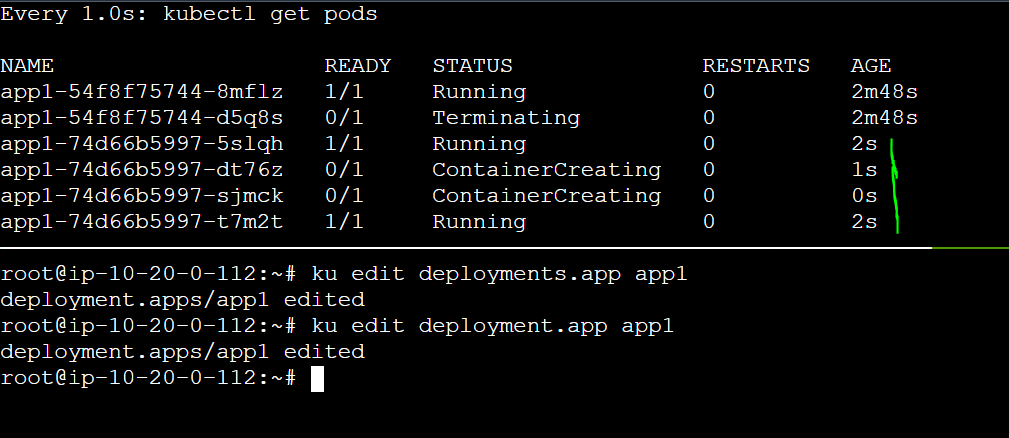 Every 1.0s: kubectl get pods
NAME READY STATUS RESTARTS AGE
app1-54f8f75744-8mflz 1/1 Running 0 2m48s
app1-54f8f75744-d5q8s 0/1 Terminating 0 2m48s
app1-74d66b5997-5slqh 1/1 Running 0 2s
app1-74d66b5997-dt76z 0/1 ContainerCreating 0 1s
app1-74d66b5997-sjmck 0/1 ContainerCreating 0 0s
app1-74d66b5997-t7m2t 1/1 Running 0 2s
root@ip-10-20-0-112:~# ku edit deployments.app app1
deployment.apps/app1 edited
root@ip-10-20-0-112:~# ku edit deployment.app app1
deployment.apps/app1 edited
root@ip-10-20-0-112:~#